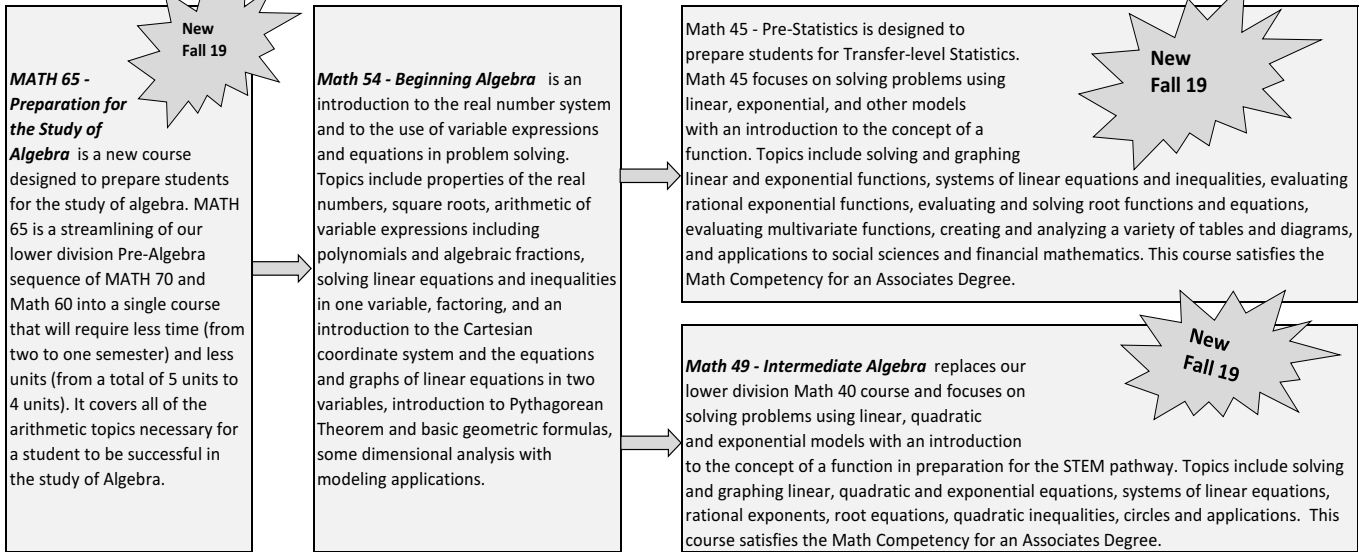 New
Fall 19
MATH 65 -
Preparation for
the Study of
Algebra is a new course
designed to prepare students
for the study of algebra. MATH
65 is a streamlining of our
lower division Pre-Algebra
sequence of MATH 70 and
Math 60 into a single course
that will require less time (from
two to one semester) and less
units (from a total of 5 units to
4 units). It covers all of the
arithmetic topics necessary for
a student to be successful in
the study of Algebra.
Math 54 - Beginning Algebra is an
introduction to the real number system
and to the use of variable expressions
and equations in problem solving.
Topics include properties of the real
numbers, square roots, arithmetic of
variable expressions including
polynomials and algebraic fractions,
solving linear equations and inequalities
in one variable, factoring, and an
introduction to the Cartesian
coordinate system and the equations
and graphs of linear equations in two
variables, introduction to Pythagorean
Theorem and basic geometric formulas,
some dimensional analysis with
modeling applications.
Math 45 - Pre-Statistics is designed to
prepare students for Transfer-level Statistics.
Math 45 focuses on solving problems using
linear, exponential, and other models
with an introduction to the concept of a
function. Topics include solving and graphing
linear and exponential functions, systems of linear equations and inequalities, evaluating
rational exponential functions, evaluating and solving root functions and equations,
evaluating multivariate functions, creating and analyzing a variety of tables and diagrams,
and applications to social sciences and financial mathematics. This course satisfies the
Math Competency for an Associates Degree.
New
Fall 19
Math 49 - Intermediate Algebra replaces our
lower division Math 40 course and focuses on
solving problems using linear, quadratic
and exponential models with an introduction
to the concept of a function in preparation for the STEM pathway. Topics include solving
and graphing linear, quadratic and exponential equations, systems of linear equations,
rational exponents, root equations, quadratic inequalities, circles and applications. This
course satisfies the Math Competency for an Associates Degree.
New
Fall 19